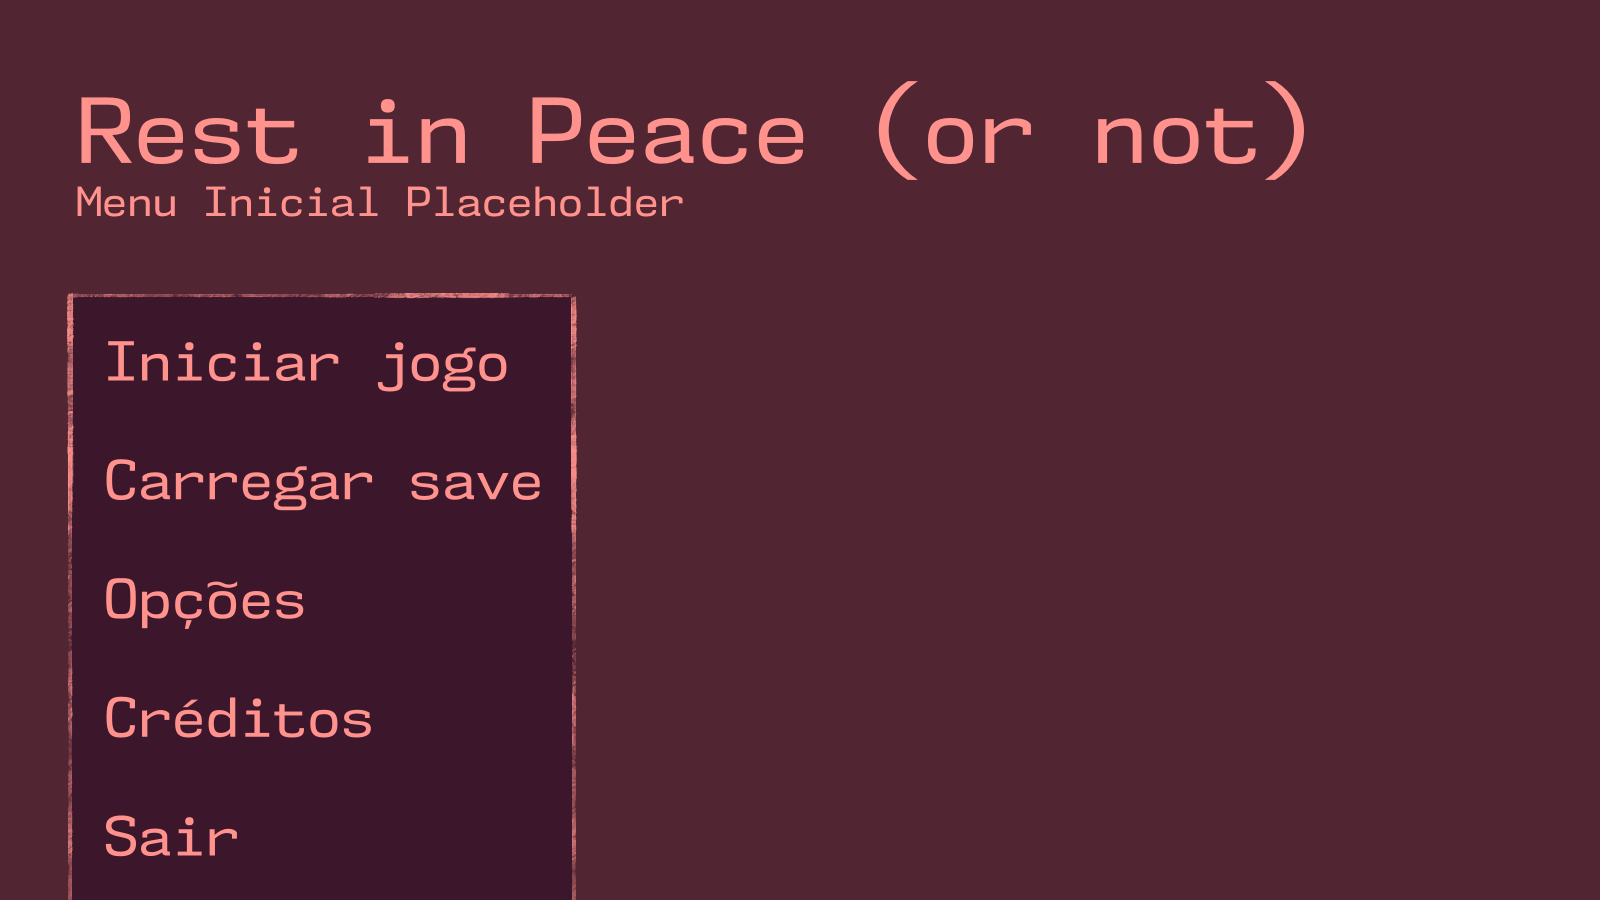 Rest in Peace (or not)
Menu Inicial Placeholder
Iniciar jogo
Carregar save
Opções
Créditos
Sair